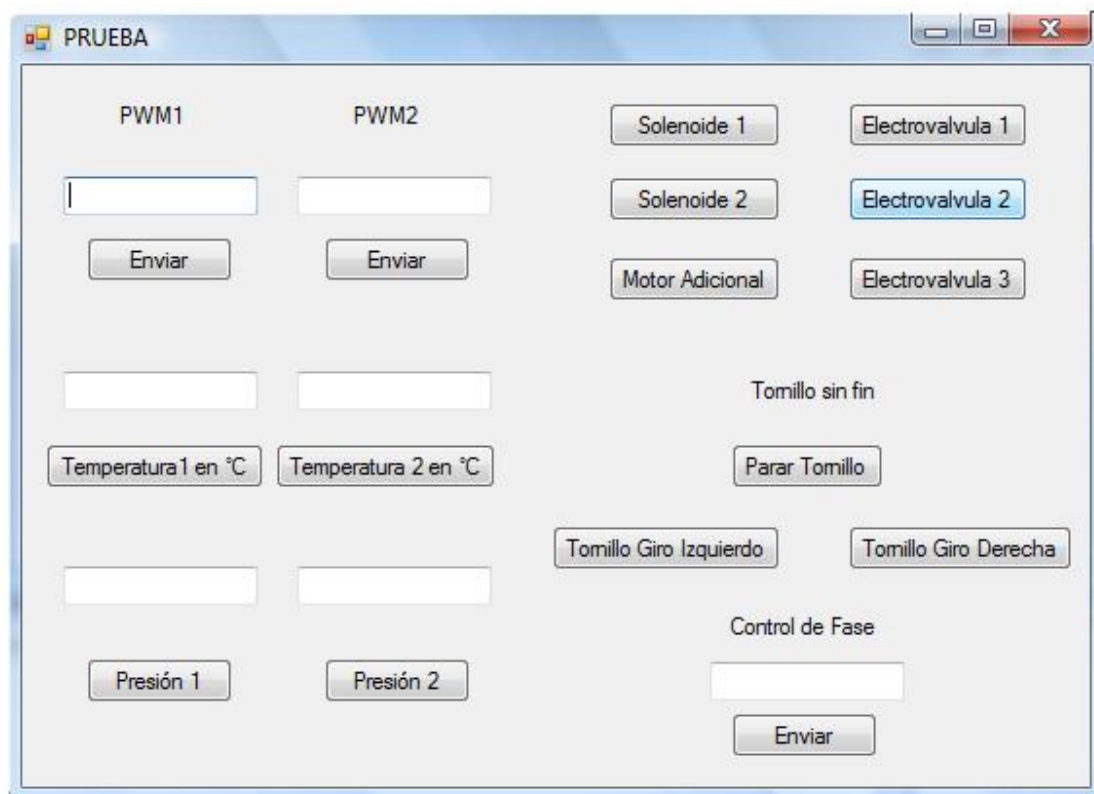 PRUEBA
PWM1
PWM2
Solenoide 1
Electrovalvula 1
Solenoide 2
Electrovalvula 2
Enviar
Enviar
Motor Adicional
Electrovalvula 3
Tornillo sin fin
Temperatura1 en °C
Temperatura 2 en °C
Parar Tornillo
Tornillo Giro Izquierdo
Tornillo Giro Derecha
Control de Fase
Presión 1
Presión 2
Enviar